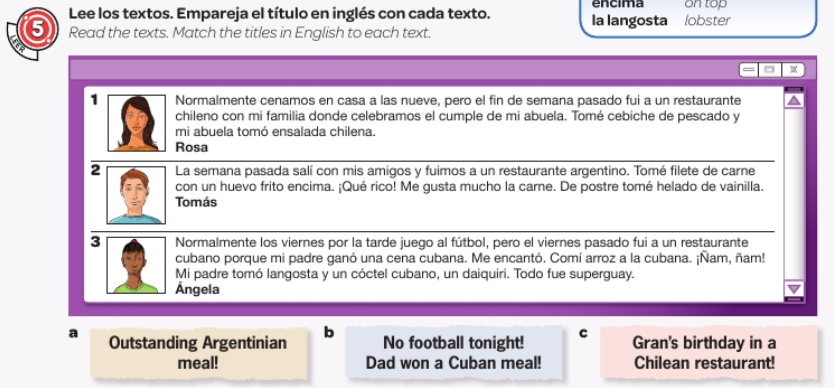 encima on top
la langosta lobster
5
LEER
Lee los textos. Empareja el título en inglés con cada texto.
Read the texts. Match the titles in English to each text.
1
Normalmente cenamos en casa a las nueve, pero el fin de semana pasado fui a un restaurante
chileno con mi familia donde celebramos el cumple de mi abuela. Tomé cebiche de pescado y
mi abuela tomó ensalada chilena.
Rosa
2
La semana pasada salí con mis amigos y fuimos a un restaurante argentino. Tomé filete de carne
con un huevo frito encima. ¡Qué rico! Me gusta mucho la carne. De postre tomé helado de vainilla.
Tomás
3
Normalmente los viernes por la tarde juego al fútbol, pero el viernes pasado fui a un restaurante
cubano porque mi padre ganó una cena cubana. Me encantó. Comí arroz a la cubana. ¡Ñam, ñam!
Mi padre tomó langosta y un cóctel cubano, un daiquiri. Todo fue superguay.
Ángela
a
Outstanding Argentinian
meal!
b
No football tonight!
Dad won a Cuban meal!
c
Gran's birthday in a
Chilean restaurant!